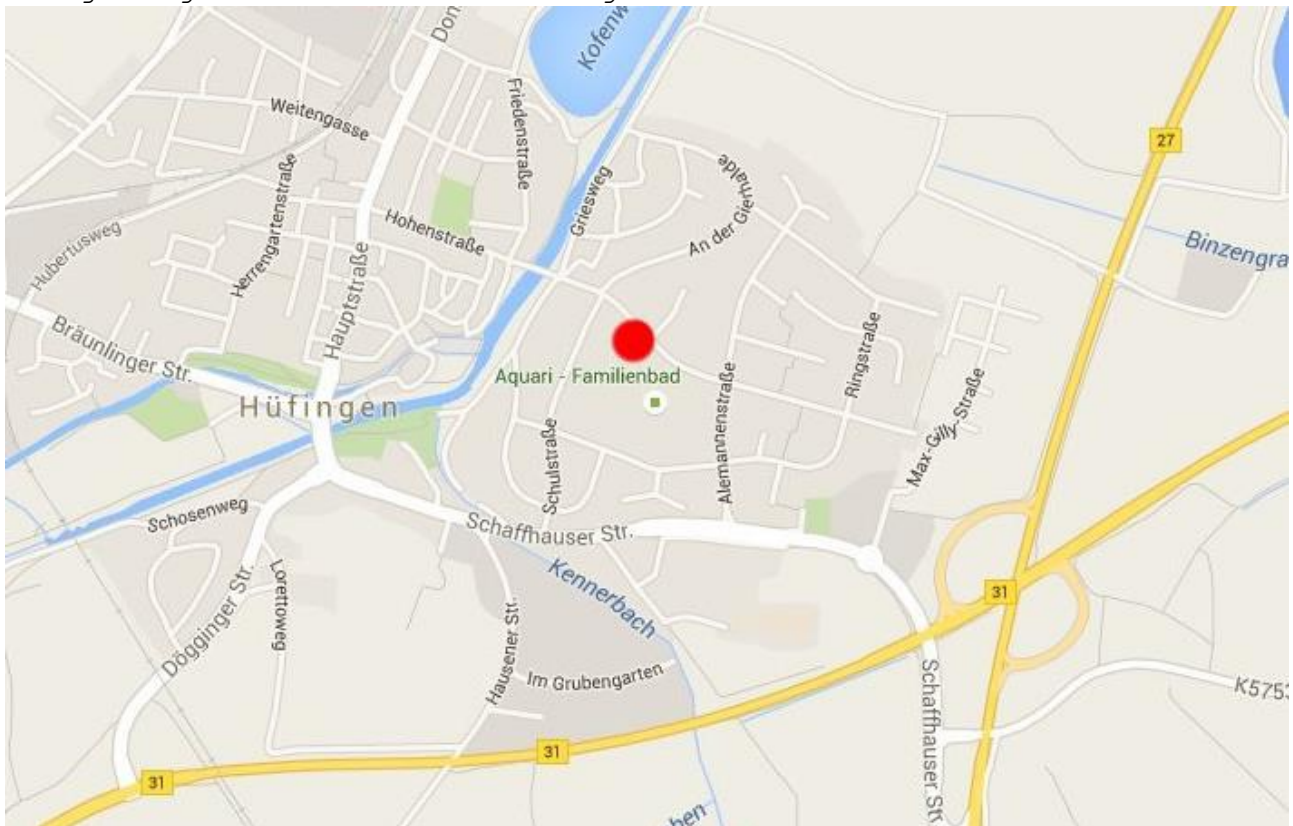 Don
Kofenw
Friedenstraße
Weitengasse
27
Griesweg
An der Gierhalde
Herrengartenstraße
Hohenstraße
Hubertusweg
Binzengra
Hauptstraße
Bräunlinger Str.
Ringstraße
Aquari - Familienbad
Hüfingen
Alemannenstraße
Max-Gilly-Straße
Schulstraße
Schosenweg
Schaffhauser Str.
Kennerbach
31
Lorettoweg
Dögginger Str.
Hausener Str.
Im Grubengarten
Schaffhauser Str
K5753
31
31
ben